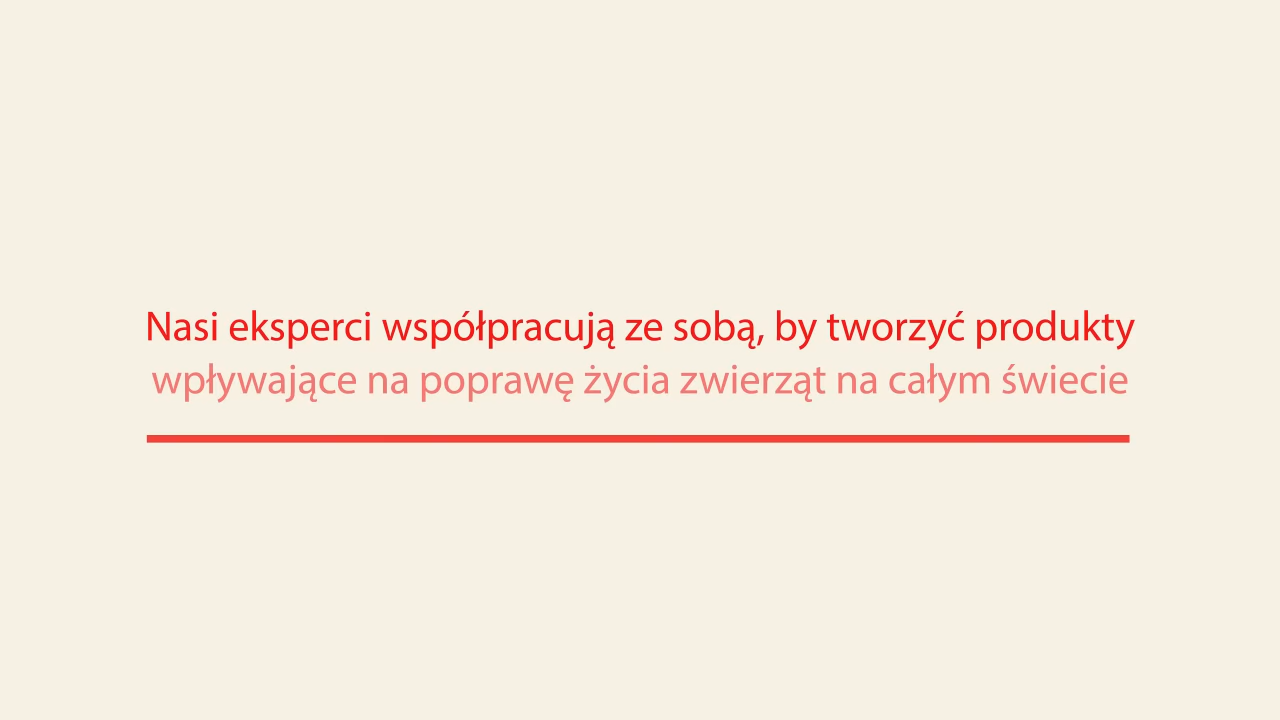 Nasi eksperci współpracują ze sobą, by tworzyć produkty
wpływające na poprawę życia zwierząt na całym świecie